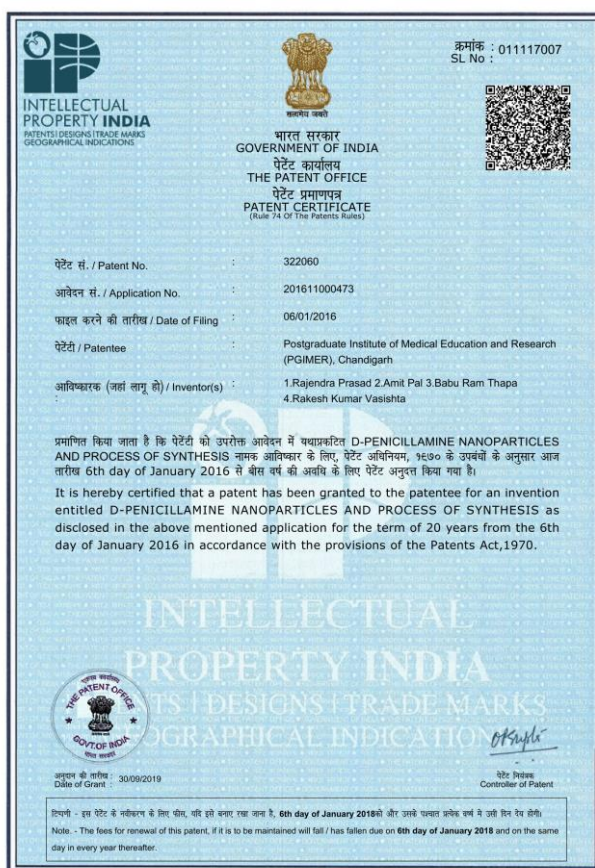 INTELLECTUAL
PROPERTY INDIA
PATENTS | DESIGNS | TRADE MARKS
GEOGRAPHICAL INDICATIONS
सत्यमेव जयते
क्रमांक : 011117007
SL No :
भारत सरकार
GOVERNMENT OF INDIA
पेटेंट कार्यालय
THE PATENT OFFICE
पेटेंट प्रमाणपत्र
PATENT CERTIFICATE
(Rule 74 Of The Patents Rules)
पेटेंट सं. / Patent No. : 322060
आवेदन सं. / Application No. : 201611000473
फाइल करने की तारीख / Date of Filing : 06/01/2016
पेटेंटी / Patentee : Postgraduate Institute of Medical Education and Research
(PGIMER), Chandigarh
आविष्कारक (जहां लागू हो) / Inventor(s) : 1.Rajendra Prasad 2.Amit Pal 3.Babu Ram Thapa
: 4.Rakesh Kumar Vasishta
प्रमाणित किया जाता है कि पेटेंटी को उपरोक्त आवेदन में यथाप्रकटित D-PENICILLAMINE NANOPARTICLES
AND PROCESS OF SYNTHESIS नामक आविष्कार के लिए, पेटेंट अधिनियम, १९७० के उपबंधों के अनुसार आज
तारीख 6th day of January 2016 से बीस वर्ष की अवधि के लिए पेटेंट अनुदत्त किया गया है।
It is hereby certified that a patent has been granted to the patentee for an invention
entitled D-PENICILLAMINE NANOPARTICLES AND PROCESS OF SYNTHESIS as
disclosed in the above mentioned application for the term of 20 years from the 6th
day of January 2016 in accordance with the provisions of the Patents Act,1970.
INTELLECTUAL
PROPERTY INDIA
DESIGNS | TRADE MARKS
THE PATENT OFFICE
GOVT.OF INDIA
अनुदान की तारीख : 30/09/2019
Date of Grant :
पेटेंट नियंत्रक
Controller of Patent
टिप्पणी - इस पेटेंट के नवीकरण के लिए फीस, यदि इसे बनाए रखा जाना है, 6th day of January 2018को और उसके पश्चात प्रत्येक वर्ष मे उसी दिन देय होगी।
Note. - The fees for renewal of this patent, if it is to be maintained will fall / has fallen due on 6th day of January 2018 and on the same
day in every year thereafter.